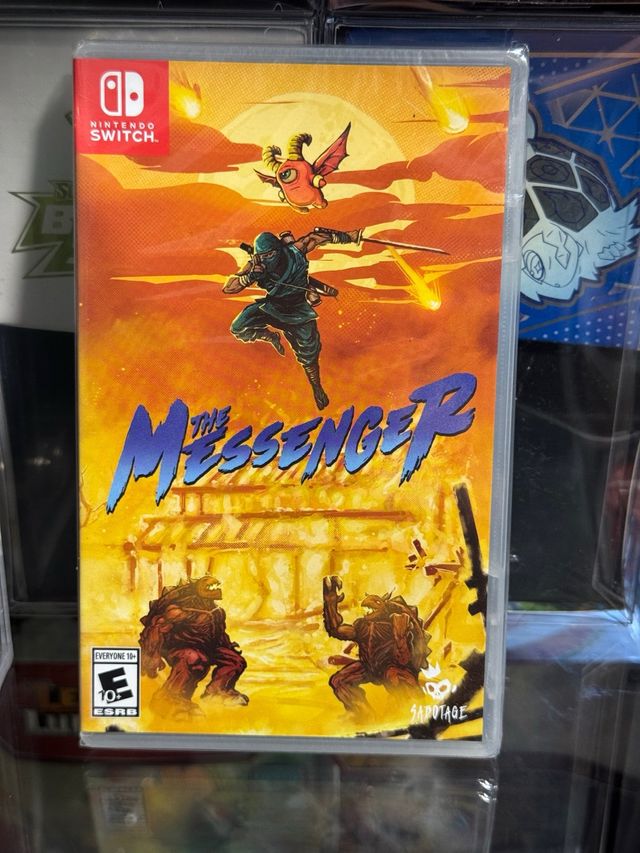 NINTENDO
SWITCH
THE
MESSENGER
EVERYONE 10+
E
10+
ESRB
SABOTAGE